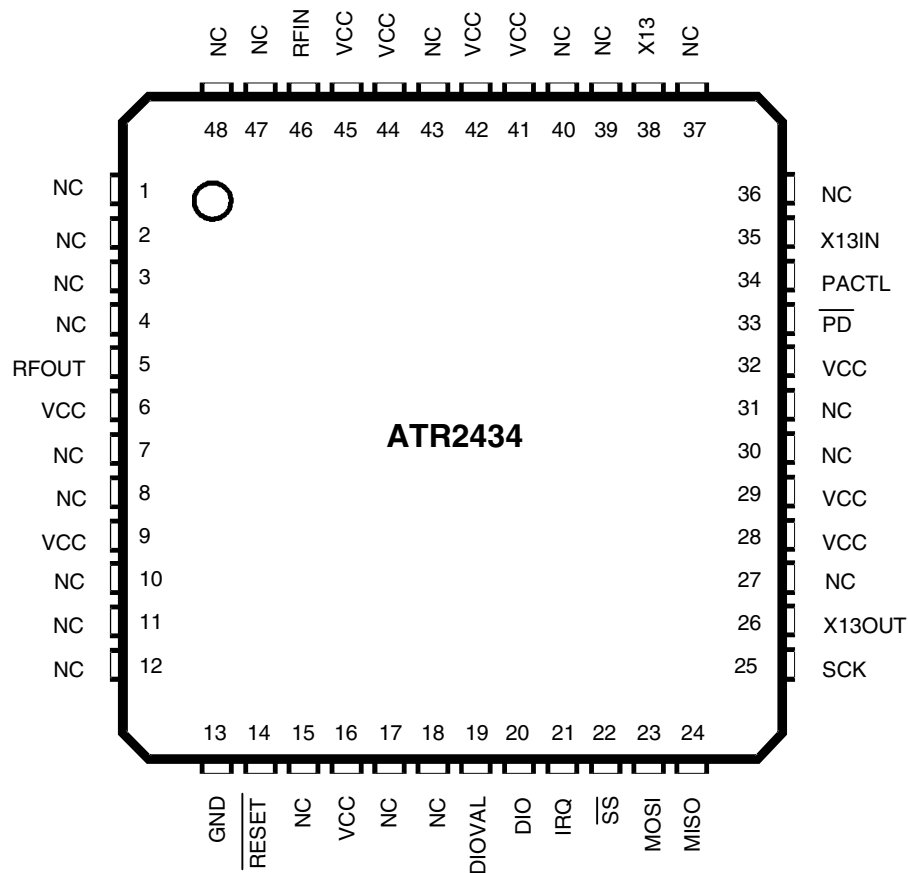 NC NC RFIN VCC VCC NC VCC VCC NC NC X13 NC
48 47 46 45 44 43 42 41 40 39 38 37
NC 1 36 NC
NC 2 35 X13IN
NC 3 34 PACTL
NC 4 33 PD
RFOUT 5 32 VCC
VCC 6 31 NC
ATR2434
NC 7 30 NC
NC 8 29 VCC
VCC 9 28 VCC
NC 10 27 NC
NC 11 26 X13OUT
NC 12 25 SCK
13 14 15 16 17 18 19 20 21 22 23 24
GND RESET NC VCC NC NC DIOVAL DIO IRQ SS MOSI MISO